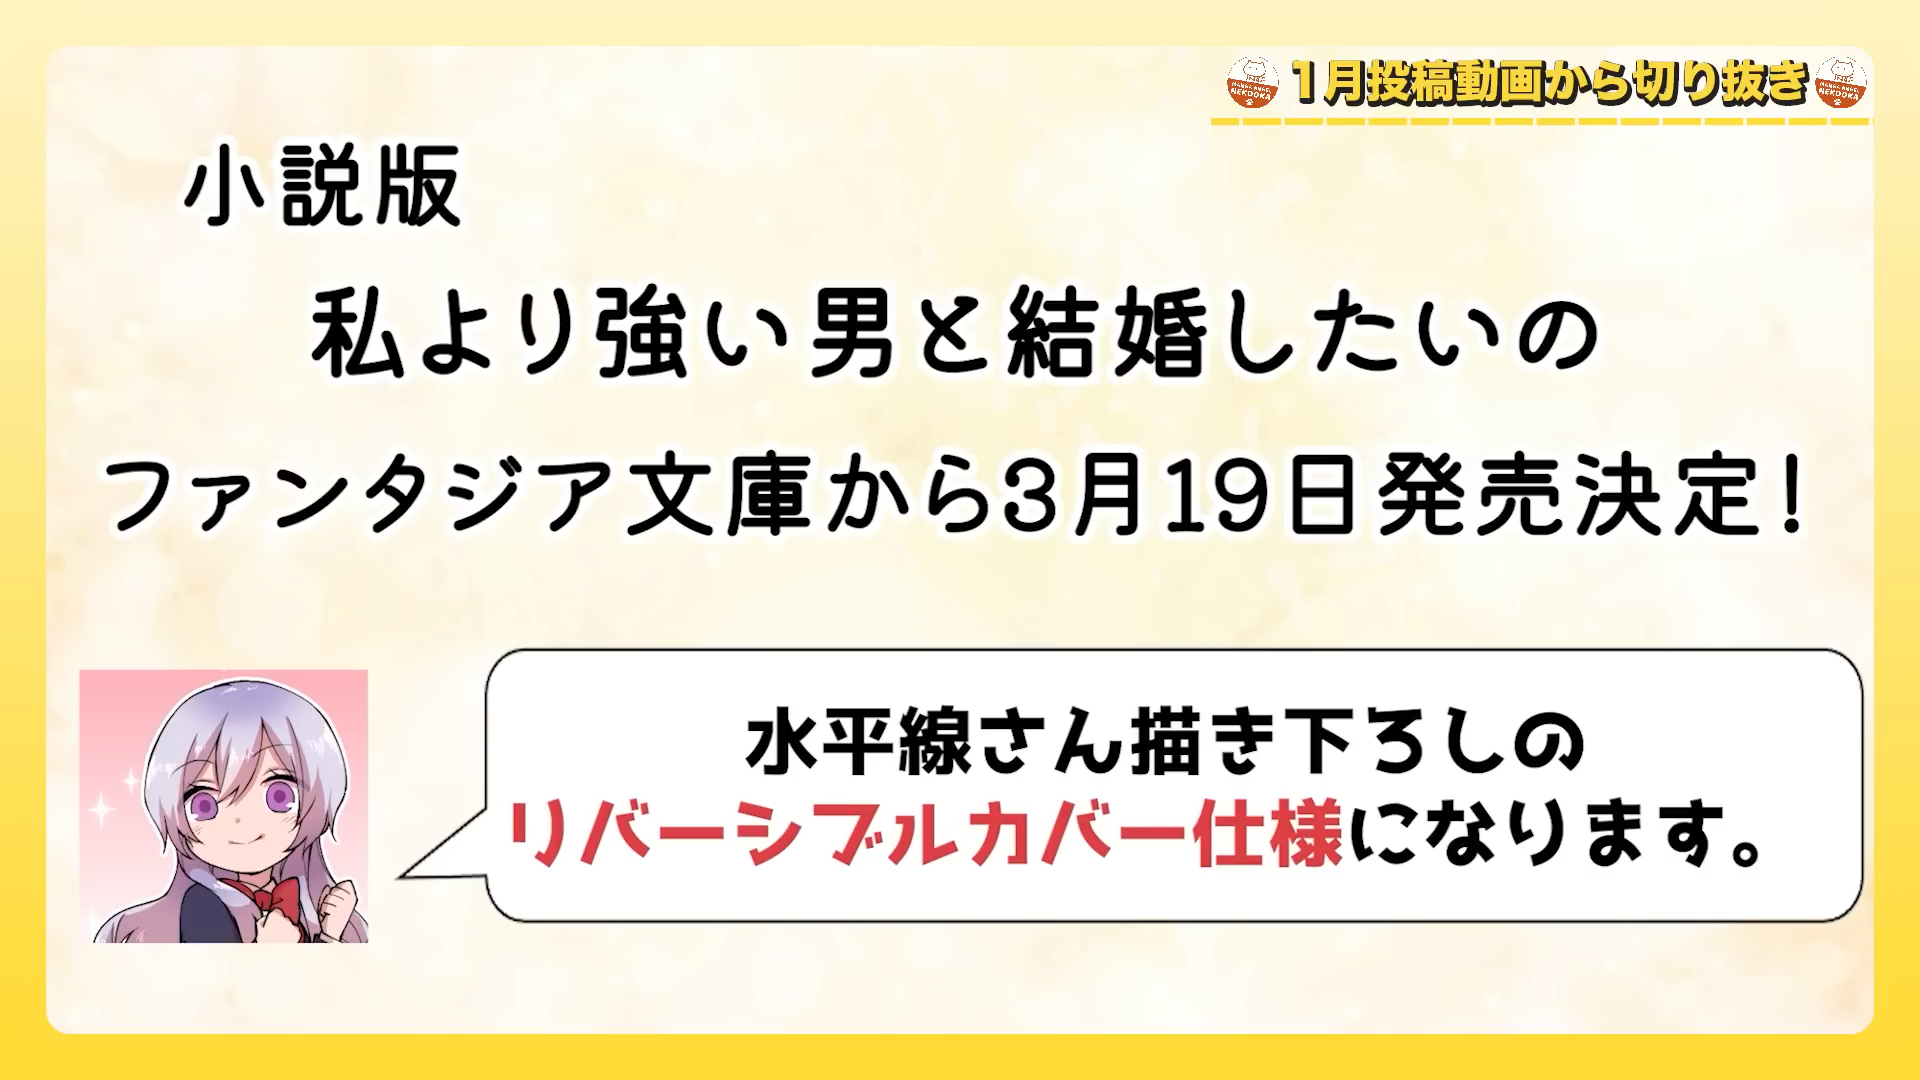 1月投稿動画から切り抜き
小説版
私より強い男と結婚したいの
ファンタジア文庫から3月19日発売決定!
水平線さん描き下ろしの
リバーシブルカバー仕様になります。